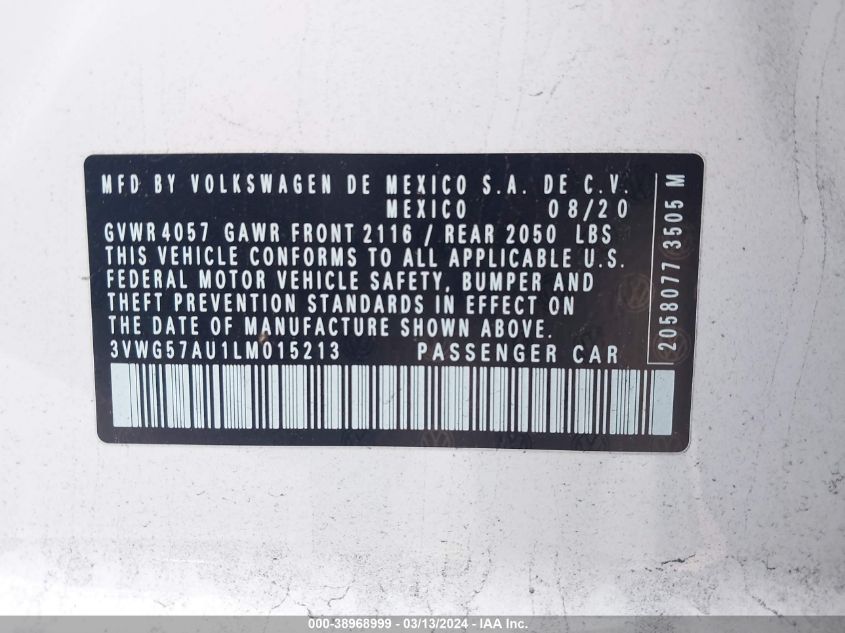 MFD BY VOLKSWAGEN DE MEXICO S.A. DE C.V.
MEXICO 08/20
GVWR 4057 GAWR FRONT 2116 / REAR 2050 LBS
THIS VEHICLE CONFORMS TO ALL APPLICABLE U.S.
FEDERAL MOTOR VEHICLE SAFETY, BUMPER AND
THEFT PREVENTION STANDARDS IN EFFECT ON
THE DATE OF MANUFACTURE SHOWN ABOVE.
3VWG57AU1LM015213 PASSENGER CAR
2058077 3505 M
000-38968999 / 03/13/2024 - IAA Inc.